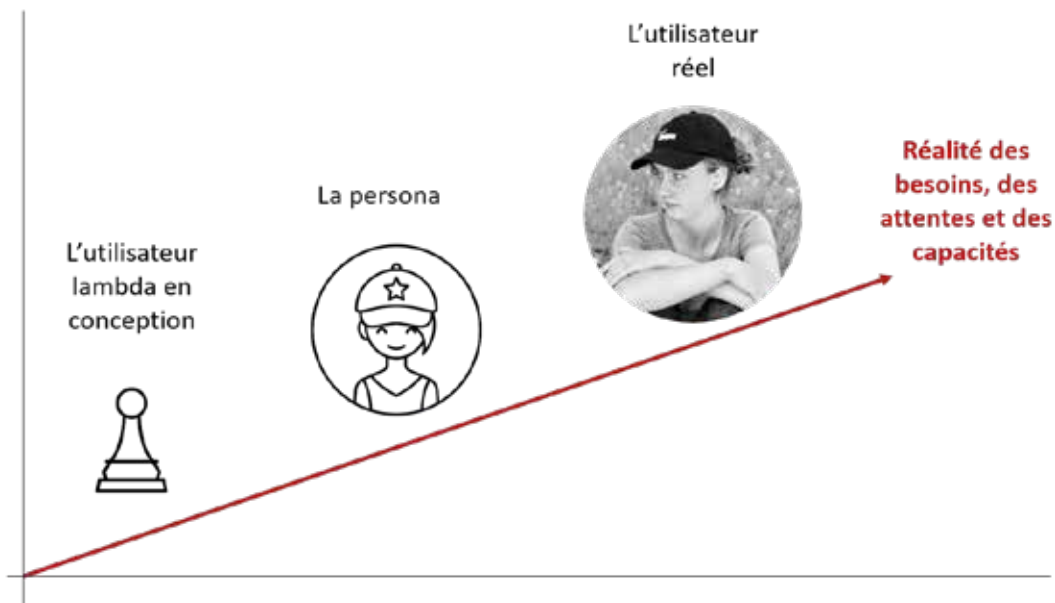 L'utilisateur
réel
Réalité des
besoins, des
attentes et des
capacités
La persona
L'utilisateur
lambda en
conception